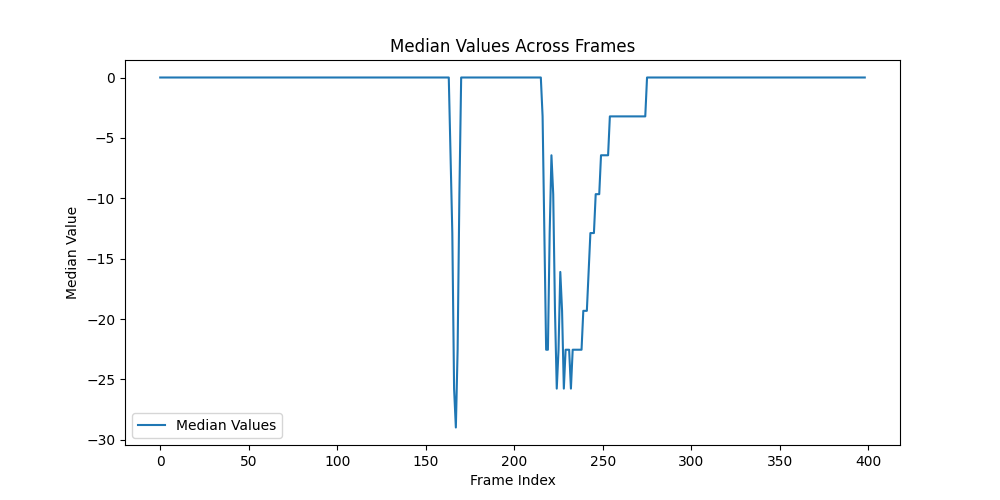 Median Values Across Frames
Median Value
0
−5
−10
−15
−20
−25
−30
Median Values
0 50 100 150 200 250 300 350 400
Frame Index